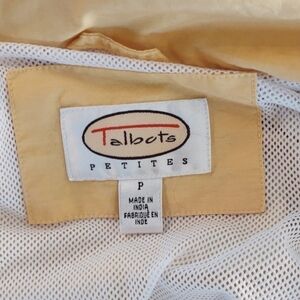 Talbots
PETITES
P
MADE IN
INDIA
FABRIQUÉ EN
INDE